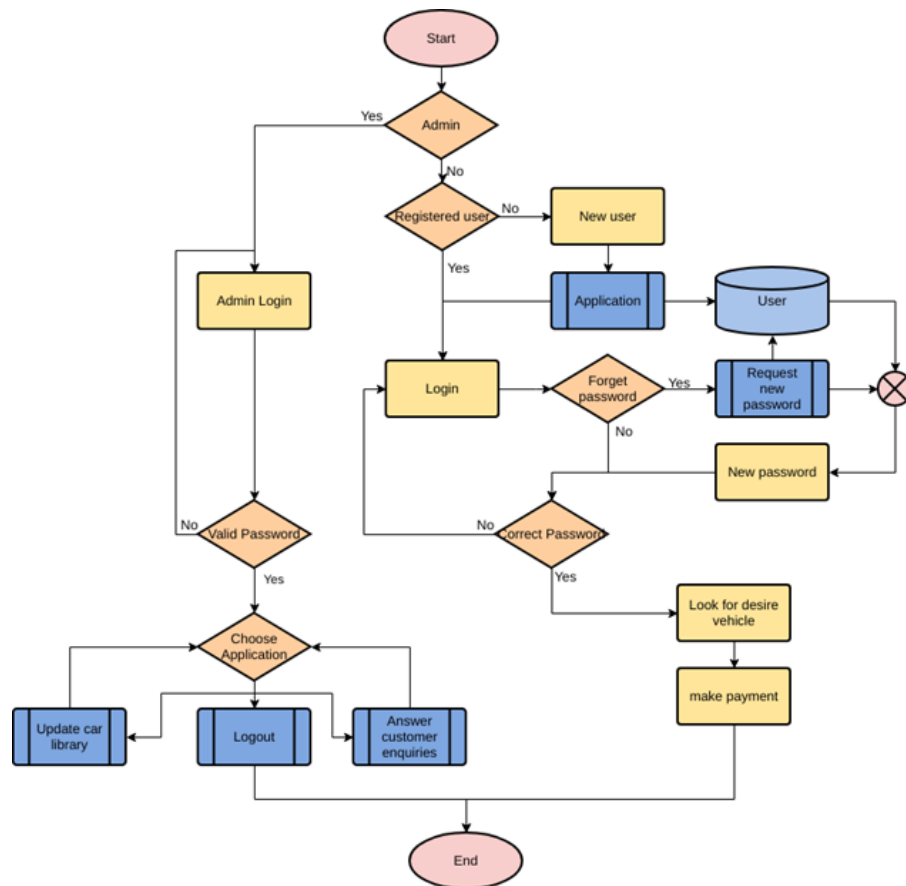 Start
Yes
Admin
No
Registered user
No
New user
Yes
Admin Login
Application
User
Login
Forget
password
Yes
Request
new
password
No
New password
No
Valid Password
No
Correct Password
Yes
Yes
Look for desire
vehicle
Choose
Application
make payment
Update car
library
Logout
Answer
customer
enquiries
End